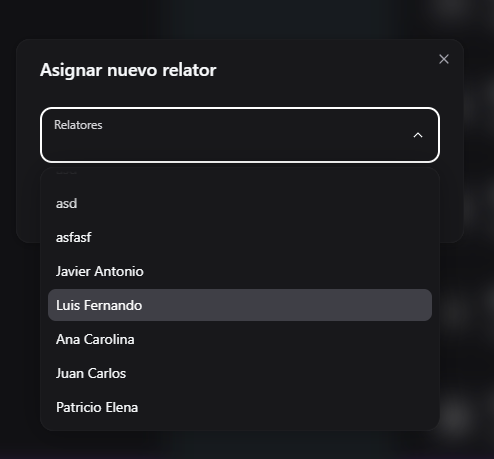 Asignar nuevo relator
Relatores
asd
asfasf
Javier Antonio
Luis Fernando
Ana Carolina
Juan Carlos
Patricio Elena